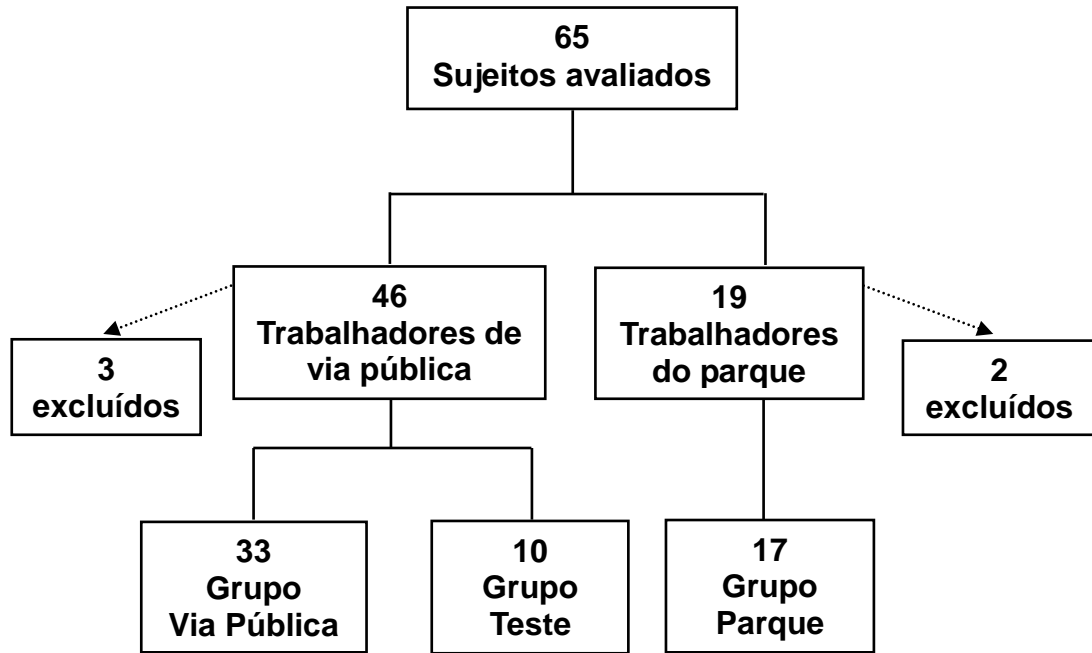 65
Sujeitos avaliados
46
Trabalhadores de
via pública
19
Trabalhadores
do parque
3
excluídos
2
excluídos
33
Grupo
Via Pública
10
Grupo
Teste
17
Grupo
Parque